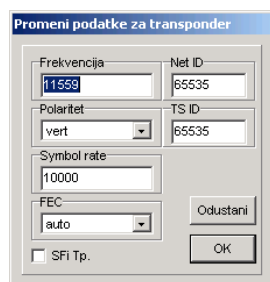 Promeni podatke za transponder
Frekvencija
11559
Net ID
65535
Polaritet
vert
TS ID
65535
Symbol rate
10000
FEC
auto
Odustani
SFi Tp.
OK